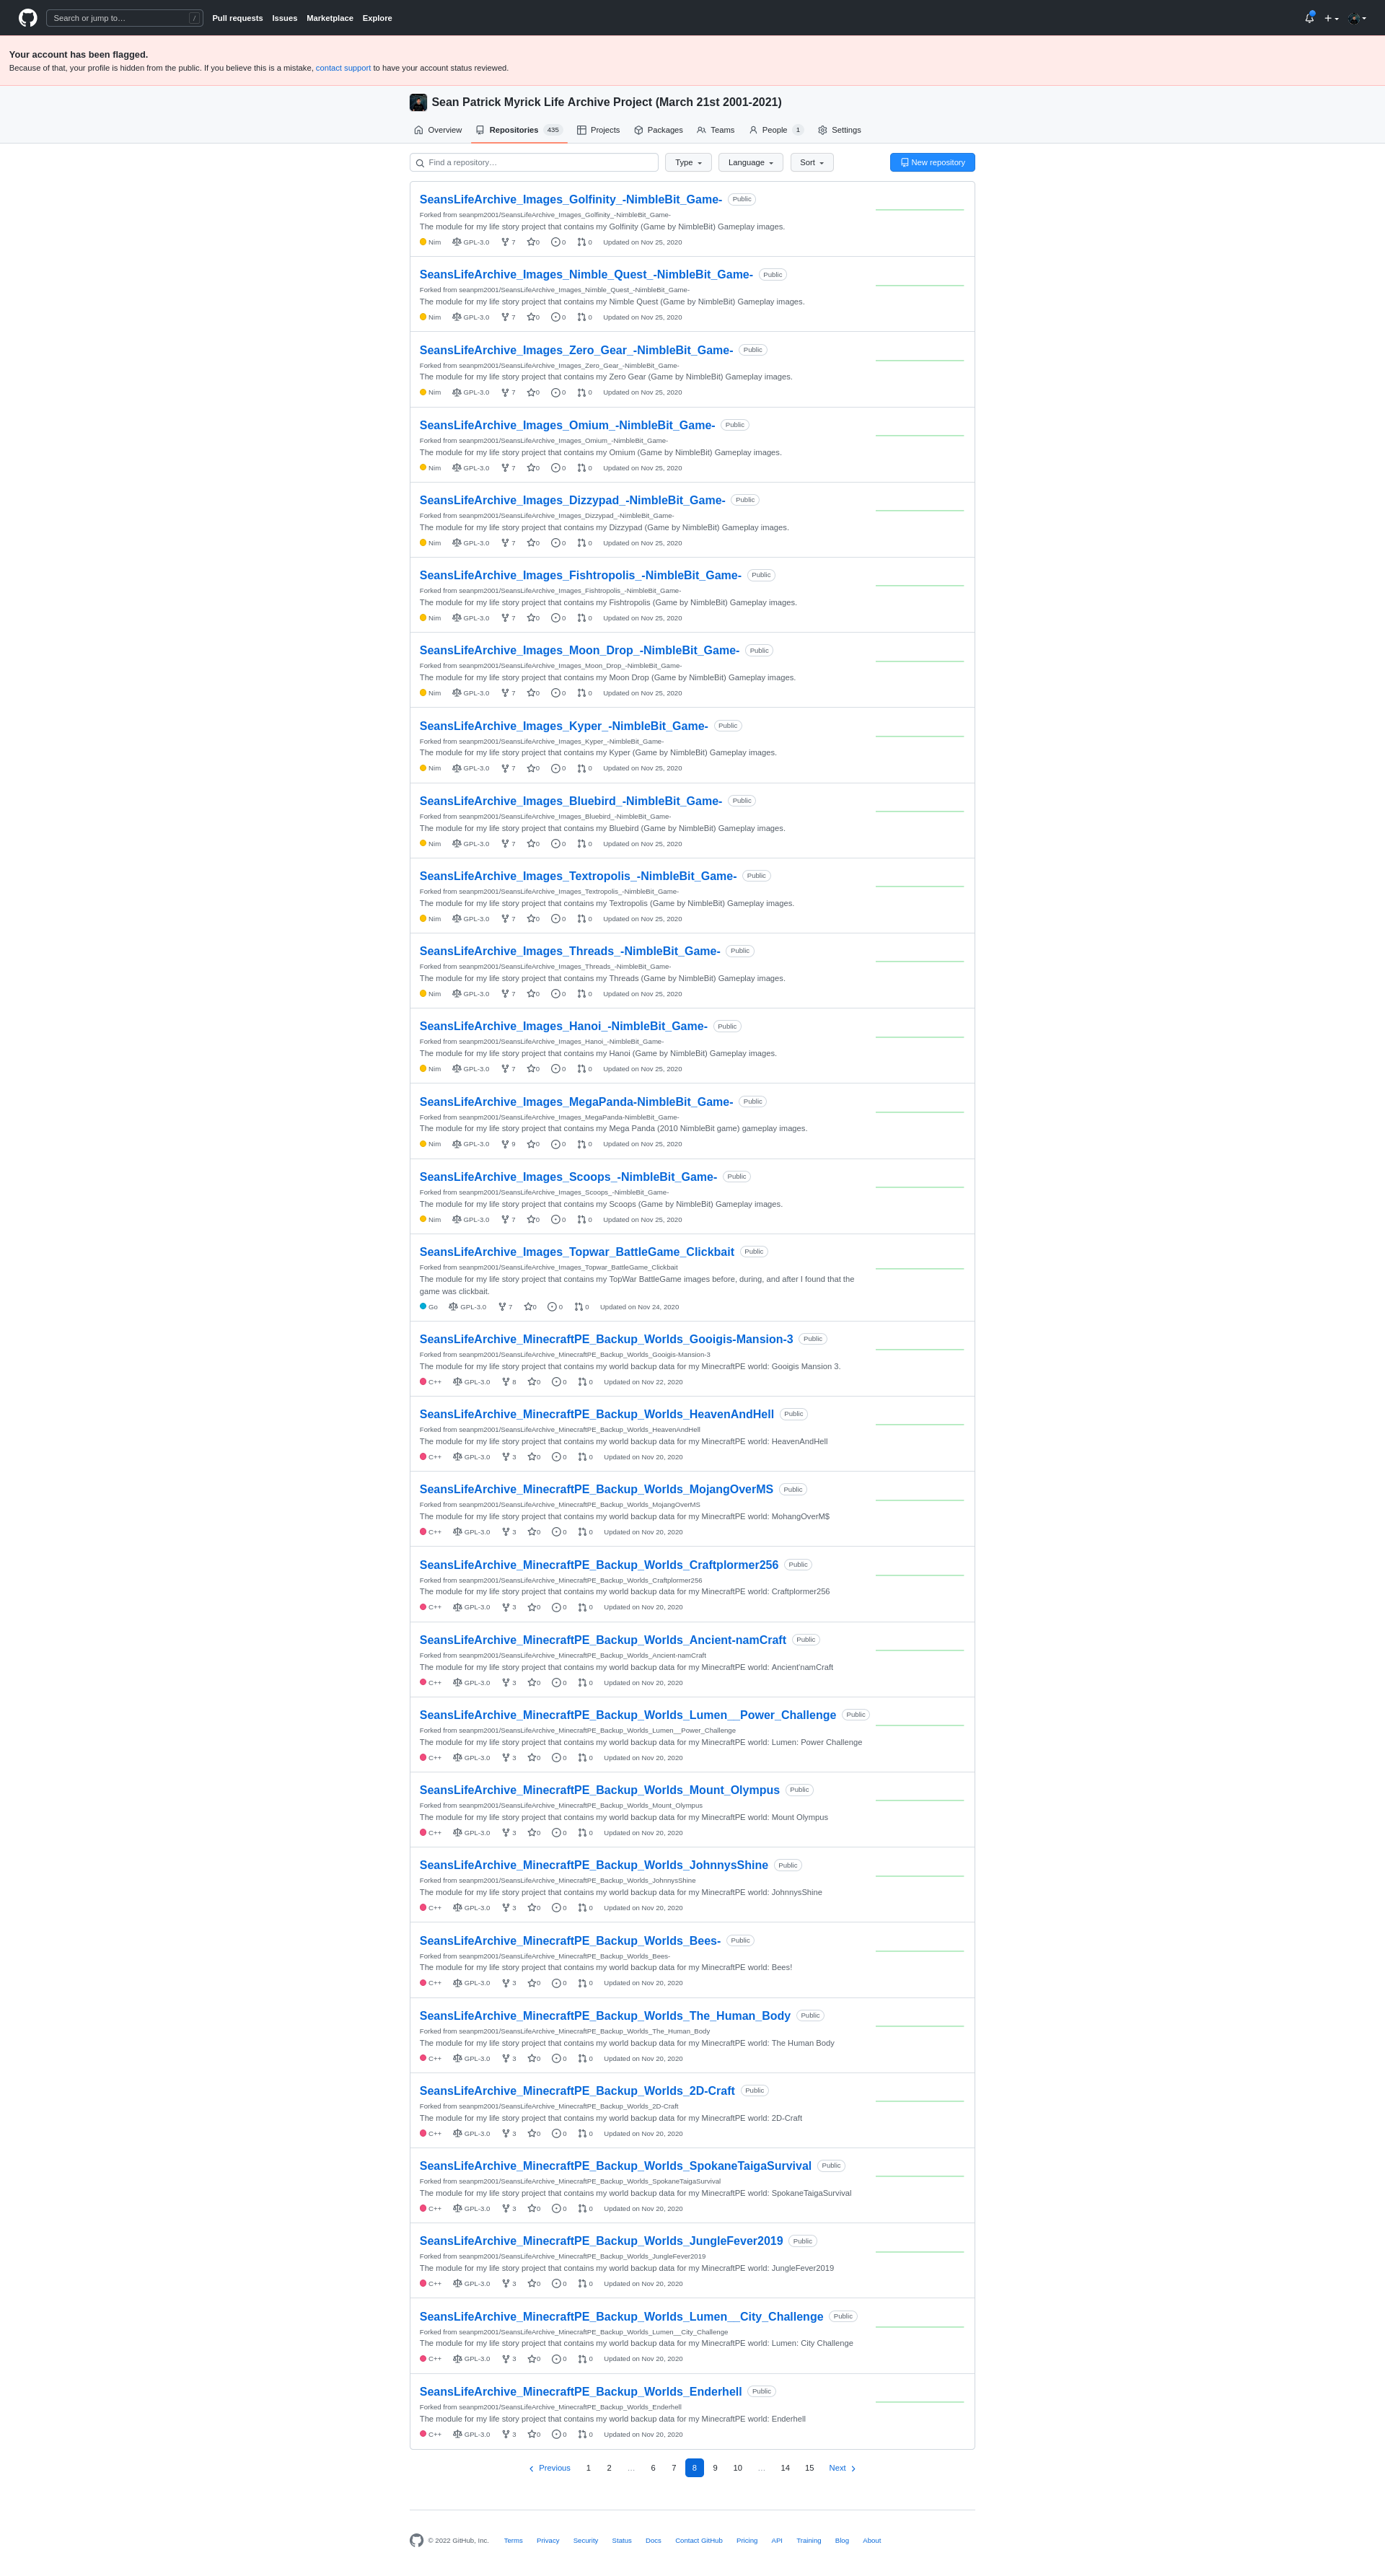 Search or jump to… /
Pull requests Issues Marketplace Explore
Your account has been flagged.
Because of that, your profile is hidden from the public. If you believe this is a mistake, contact support to have your account status reviewed.
Sean Patrick Myrick Life Archive Project (March 21st 2001-2021)
Overview Repositories 435 Projects Packages Teams People 1 Settings
Find a repository… Type Language Sort New repository
SeansLifeArchive_Images_Golfinity_-NimbleBit_Game- Public
Forked from seanpm2001/SeansLifeArchive_Images_Golfinity_-NimbleBit_Game-
The module for my life story project that contains my Golfinity (Game by NimbleBit) Gameplay images.
Nim GPL-3.0 7 0 0 0 Updated on Nov 25, 2020
SeansLifeArchive_Images_Nimble_Quest_-NimbleBit_Game- Public
Forked from seanpm2001/SeansLifeArchive_Images_Nimble_Quest_-NimbleBit_Game-
The module for my life story project that contains my Nimble Quest (Game by NimbleBit) Gameplay images.
Nim GPL-3.0 7 0 0 0 Updated on Nov 25, 2020
SeansLifeArchive_Images_Zero_Gear_-NimbleBit_Game- Public
Forked from seanpm2001/SeansLifeArchive_Images_Zero_Gear_-NimbleBit_Game-
The module for my life story project that contains my Zero Gear (Game by NimbleBit) Gameplay images.
Nim GPL-3.0 7 0 0 0 Updated on Nov 25, 2020
SeansLifeArchive_Images_Omium_-NimbleBit_Game- Public
Forked from seanpm2001/SeansLifeArchive_Images_Omium_-NimbleBit_Game-
The module for my life story project that contains my Omium (Game by NimbleBit) Gameplay images.
Nim GPL-3.0 7 0 0 0 Updated on Nov 25, 2020
SeansLifeArchive_Images_Dizzypad_-NimbleBit_Game- Public
Forked from seanpm2001/SeansLifeArchive_Images_Dizzypad_-NimbleBit_Game-
The module for my life story project that contains my Dizzypad (Game by NimbleBit) Gameplay images.
Nim GPL-3.0 7 0 0 0 Updated on Nov 25, 2020
SeansLifeArchive_Images_Fishtropolis_-NimbleBit_Game- Public
Forked from seanpm2001/SeansLifeArchive_Images_Fishtropolis_-NimbleBit_Game-
The module for my life story project that contains my Fishtropolis (Game by NimbleBit) Gameplay images.
Nim GPL-3.0 7 0 0 0 Updated on Nov 25, 2020
SeansLifeArchive_Images_Moon_Drop_-NimbleBit_Game- Public
Forked from seanpm2001/SeansLifeArchive_Images_Moon_Drop_-NimbleBit_Game-
The module for my life story project that contains my Moon Drop (Game by NimbleBit) Gameplay images.
Nim GPL-3.0 7 0 0 0 Updated on Nov 25, 2020
SeansLifeArchive_Images_Kyper_-NimbleBit_Game- Public
Forked from seanpm2001/SeansLifeArchive_Images_Kyper_-NimbleBit_Game-
The module for my life story project that contains my Kyper (Game by NimbleBit) Gameplay images.
Nim GPL-3.0 7 0 0 0 Updated on Nov 25, 2020
SeansLifeArchive_Images_Bluebird_-NimbleBit_Game- Public
Forked from seanpm2001/SeansLifeArchive_Images_Bluebird_-NimbleBit_Game-
The module for my life story project that contains my Bluebird (Game by NimbleBit) Gameplay images.
Nim GPL-3.0 7 0 0 0 Updated on Nov 25, 2020
SeansLifeArchive_Images_Textropolis_-NimbleBit_Game- Public
Forked from seanpm2001/SeansLifeArchive_Images_Textropolis_-NimbleBit_Game-
The module for my life story project that contains my Textropolis (Game by NimbleBit) Gameplay images.
Nim GPL-3.0 7 0 0 0 Updated on Nov 25, 2020
SeansLifeArchive_Images_Threads_-NimbleBit_Game- Public
Forked from seanpm2001/SeansLifeArchive_Images_Threads_-NimbleBit_Game-
The module for my life story project that contains my Threads (Game by NimbleBit) Gameplay images.
Nim GPL-3.0 7 0 0 0 Updated on Nov 25, 2020
SeansLifeArchive_Images_Hanoi_-NimbleBit_Game- Public
Forked from seanpm2001/SeansLifeArchive_Images_Hanoi_-NimbleBit_Game-
The module for my life story project that contains my Hanoi (Game by NimbleBit) Gameplay images.
Nim GPL-3.0 7 0 0 0 Updated on Nov 25, 2020
SeansLifeArchive_Images_MegaPanda-NimbleBit_Game- Public
Forked from seanpm2001/SeansLifeArchive_Images_MegaPanda-NimbleBit_Game-
The module for my life story project that contains my Mega Panda (2010 NimbleBit game) gameplay images.
Nim GPL-3.0 9 0 0 0 Updated on Nov 25, 2020
SeansLifeArchive_Images_Scoops_-NimbleBit_Game- Public
Forked from seanpm2001/SeansLifeArchive_Images_Scoops_-NimbleBit_Game-
The module for my life story project that contains my Scoops (Game by NimbleBit) Gameplay images.
Nim GPL-3.0 7 0 0 0 Updated on Nov 25, 2020
SeansLifeArchive_Images_Topwar_BattleGame_Clickbait Public
Forked from seanpm2001/SeansLifeArchive_Images_Topwar_BattleGame_Clickbait
The module for my life story project that contains my TopWar BattleGame images before, during, and after I found that the
game was clickbait.
Go GPL-3.0 7 0 0 0 Updated on Nov 24, 2020
SeansLifeArchive_MinecraftPE_Backup_Worlds_Gooigis-Mansion-3 Public
Forked from seanpm2001/SeansLifeArchive_MinecraftPE_Backup_Worlds_Gooigis-Mansion-3
The module for my life story project that contains my world backup data for my MinecraftPE world: Gooigis Mansion 3.
C++ GPL-3.0 8 0 0 0 Updated on Nov 22, 2020
SeansLifeArchive_MinecraftPE_Backup_Worlds_HeavenAndHell Public
Forked from seanpm2001/SeansLifeArchive_MinecraftPE_Backup_Worlds_HeavenAndHell
The module for my life story project that contains my world backup data for my MinecraftPE world: HeavenAndHell
C++ GPL-3.0 3 0 0 0 Updated on Nov 20, 2020
SeansLifeArchive_MinecraftPE_Backup_Worlds_MojangOverMS Public
Forked from seanpm2001/SeansLifeArchive_MinecraftPE_Backup_Worlds_MojangOverMS
The module for my life story project that contains my world backup data for my MinecraftPE world: MohangOverM$
C++ GPL-3.0 3 0 0 0 Updated on Nov 20, 2020
SeansLifeArchive_MinecraftPE_Backup_Worlds_Craftplormer256 Public
Forked from seanpm2001/SeansLifeArchive_MinecraftPE_Backup_Worlds_Craftplormer256
The module for my life story project that contains my world backup data for my MinecraftPE world: Craftplormer256
C++ GPL-3.0 3 0 0 0 Updated on Nov 20, 2020
SeansLifeArchive_MinecraftPE_Backup_Worlds_Ancient-namCraft Public
Forked from seanpm2001/SeansLifeArchive_MinecraftPE_Backup_Worlds_Ancient-namCraft
The module for my life story project that contains my world backup data for my MinecraftPE world: Ancient'namCraft
C++ GPL-3.0 3 0 0 0 Updated on Nov 20, 2020
SeansLifeArchive_MinecraftPE_Backup_Worlds_Lumen__Power_Challenge Public
Forked from seanpm2001/SeansLifeArchive_MinecraftPE_Backup_Worlds_Lumen__Power_Challenge
The module for my life story project that contains my world backup data for my MinecraftPE world: Lumen: Power Challenge
C++ GPL-3.0 3 0 0 0 Updated on Nov 20, 2020
SeansLifeArchive_MinecraftPE_Backup_Worlds_Mount_Olympus Public
Forked from seanpm2001/SeansLifeArchive_MinecraftPE_Backup_Worlds_Mount_Olympus
The module for my life story project that contains my world backup data for my MinecraftPE world: Mount Olympus
C++ GPL-3.0 3 0 0 0 Updated on Nov 20, 2020
SeansLifeArchive_MinecraftPE_Backup_Worlds_JohnnysShine Public
Forked from seanpm2001/SeansLifeArchive_MinecraftPE_Backup_Worlds_JohnnysShine
The module for my life story project that contains my world backup data for my MinecraftPE world: JohnnysShine
C++ GPL-3.0 3 0 0 0 Updated on Nov 20, 2020
SeansLifeArchive_MinecraftPE_Backup_Worlds_Bees- Public
Forked from seanpm2001/SeansLifeArchive_MinecraftPE_Backup_Worlds_Bees-
The module for my life story project that contains my world backup data for my MinecraftPE world: Bees!
C++ GPL-3.0 3 0 0 0 Updated on Nov 20, 2020
SeansLifeArchive_MinecraftPE_Backup_Worlds_The_Human_Body Public
Forked from seanpm2001/SeansLifeArchive_MinecraftPE_Backup_Worlds_The_Human_Body
The module for my life story project that contains my world backup data for my MinecraftPE world: The Human Body
C++ GPL-3.0 3 0 0 0 Updated on Nov 20, 2020
SeansLifeArchive_MinecraftPE_Backup_Worlds_2D-Craft Public
Forked from seanpm2001/SeansLifeArchive_MinecraftPE_Backup_Worlds_2D-Craft
The module for my life story project that contains my world backup data for my MinecraftPE world: 2D-Craft
C++ GPL-3.0 3 0 0 0 Updated on Nov 20, 2020
SeansLifeArchive_MinecraftPE_Backup_Worlds_SpokaneTaigaSurvival Public
Forked from seanpm2001/SeansLifeArchive_MinecraftPE_Backup_Worlds_SpokaneTaigaSurvival
The module for my life story project that contains my world backup data for my MinecraftPE world: SpokaneTaigaSurvival
C++ GPL-3.0 3 0 0 0 Updated on Nov 20, 2020
SeansLifeArchive_MinecraftPE_Backup_Worlds_JungleFever2019 Public
Forked from seanpm2001/SeansLifeArchive_MinecraftPE_Backup_Worlds_JungleFever2019
The module for my life story project that contains my world backup data for my MinecraftPE world: JungleFever2019
C++ GPL-3.0 3 0 0 0 Updated on Nov 20, 2020
SeansLifeArchive_MinecraftPE_Backup_Worlds_Lumen__City_Challenge Public
Forked from seanpm2001/SeansLifeArchive_MinecraftPE_Backup_Worlds_Lumen__City_Challenge
The module for my life story project that contains my world backup data for my MinecraftPE world: Lumen: City Challenge
C++ GPL-3.0 3 0 0 0 Updated on Nov 20, 2020
SeansLifeArchive_MinecraftPE_Backup_Worlds_Enderhell Public
Forked from seanpm2001/SeansLifeArchive_MinecraftPE_Backup_Worlds_Enderhell
The module for my life story project that contains my world backup data for my MinecraftPE world: Enderhell
C++ GPL-3.0 3 0 0 0 Updated on Nov 20, 2020
Previous 1 2 … 6 7 8 9 10 … 14 15 Next
© 2022 GitHub, Inc. Terms Privacy Security Status Docs Contact GitHub Pricing API Training Blog About